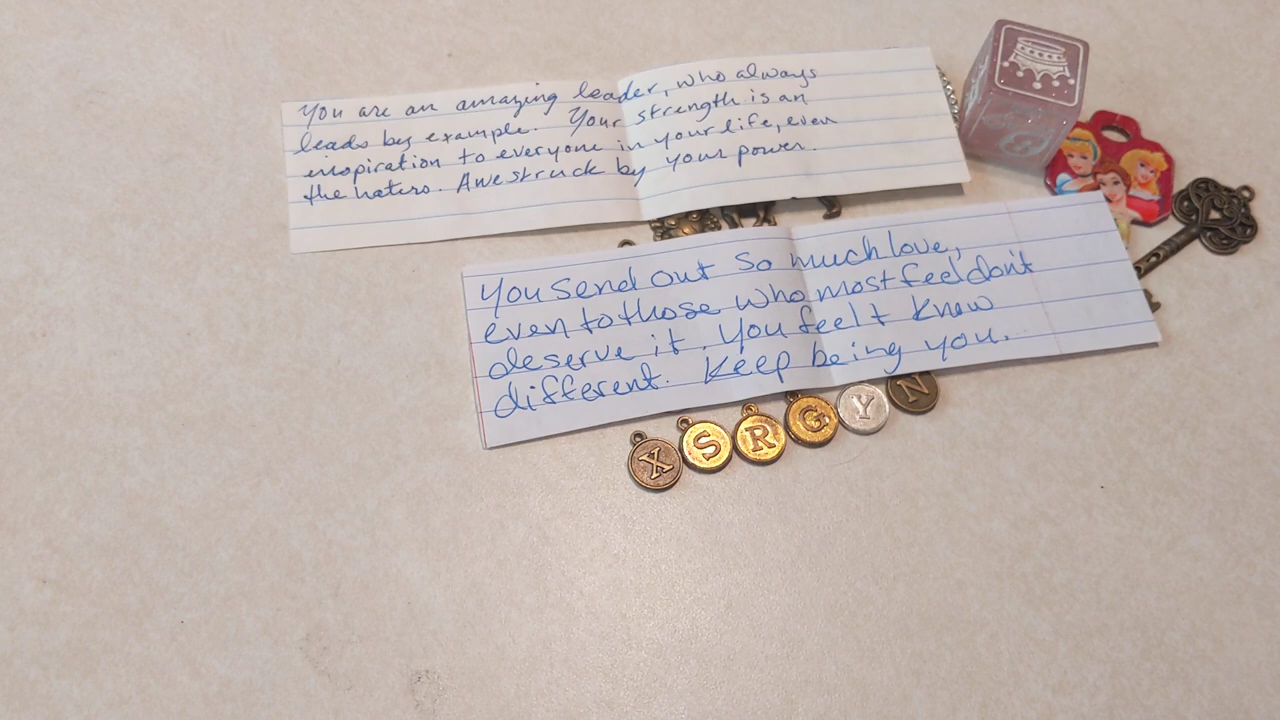 You are an amazing leader, who always
leads by example. Your strength is an
inspiration to everyone in your life, even
the haters. Awestruck by your power.
You send out so much love,
even to those who most feel don't
deserve it. You feel + know
different. Keep being you.
X S R G Y N